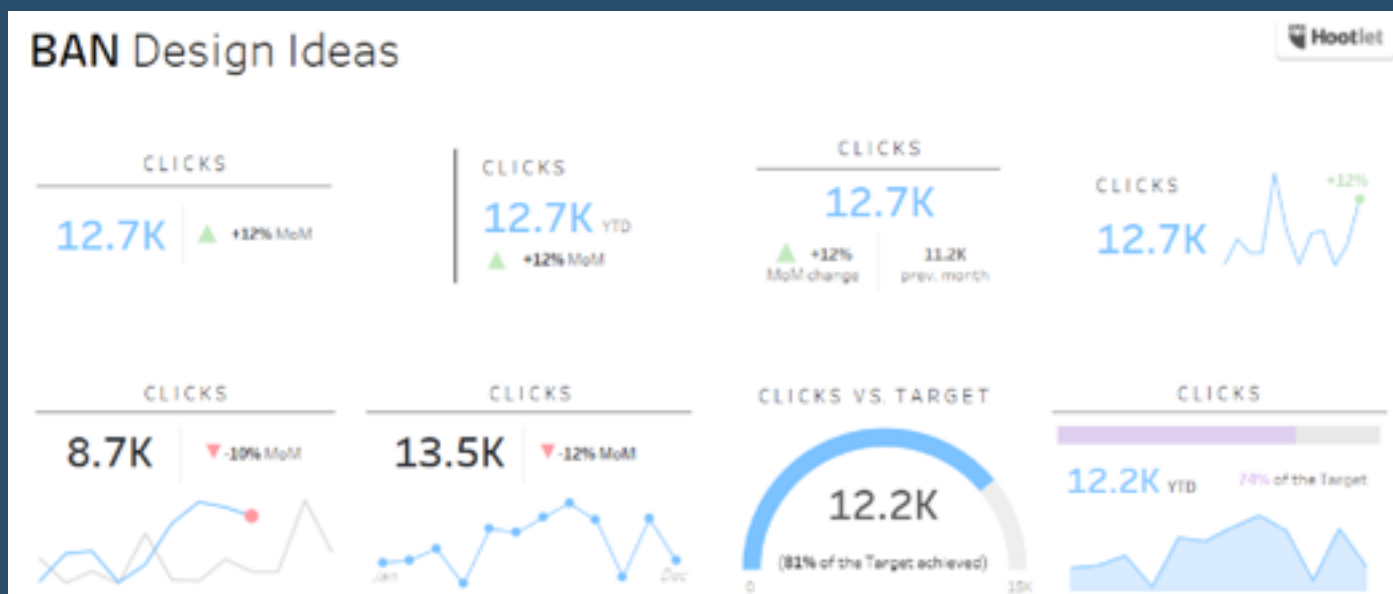 BAN Design Ideas
Hootlet
CLICKS
12.7K
+12% MoM
CLICKS
12.7K YTD
+12% MoM
CLICKS
12.7K
+12%
MoM change
11.2K
prev. month
CLICKS
12.7K
+12%
CLICKS
8.7K
-10% MoM
CLICKS
13.5K
-12% MoM
Jan
Dec
CLICKS VS. TARGET
12.2K
(81% of the Target achieved)
0
15K
CLICKS
12.2K YTD
74% of the Target